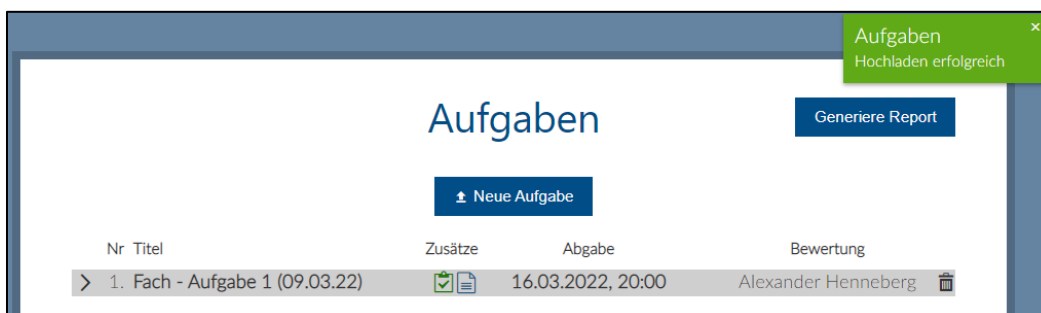 Aufgaben
Hochladen erfolgreich
Aufgaben
Generiere Report
Neue Aufgabe
Nr Titel Zusätze Abgabe Bewertung
1. Fach - Aufgabe 1 (09.03.22) 16.03.2022, 20:00 Alexander Henneberg